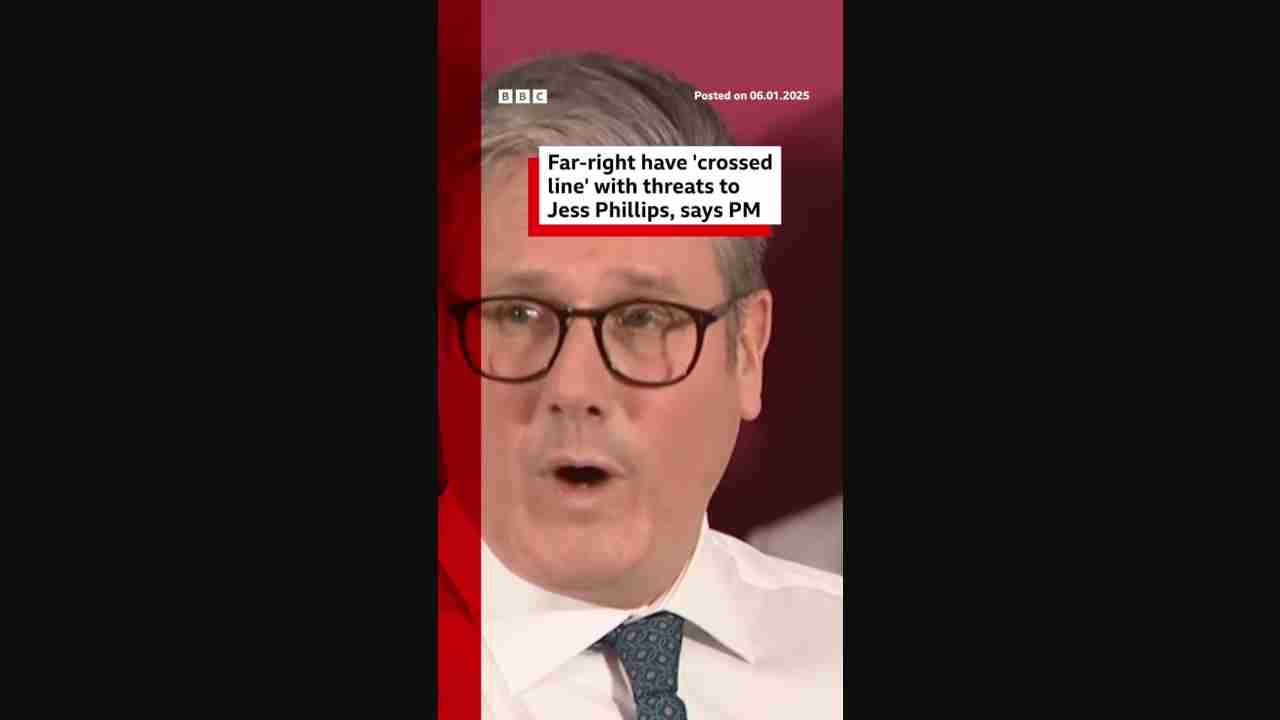 BBC
Posted on 06.01.2025
Far-right have 'crossed
line' with threats to
Jess Phillips, says PM